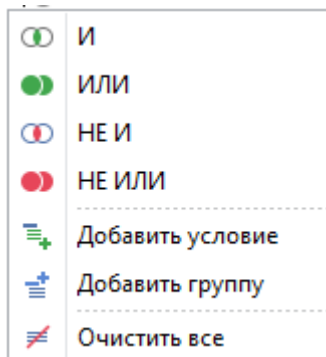 И
ИЛИ
НЕ И
НЕ ИЛИ
Добавить условие
Добавить группу
Очистить все